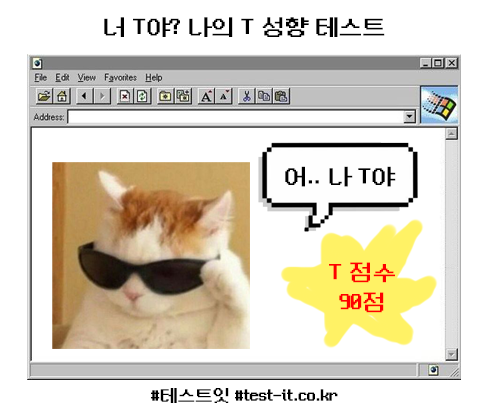 너 T야? 나의 T 성향 테스트
File Edit View Favorites Help
Address:
어.. 나 T야
T 점수
90점
#테스트잇 #test-it.co.kr